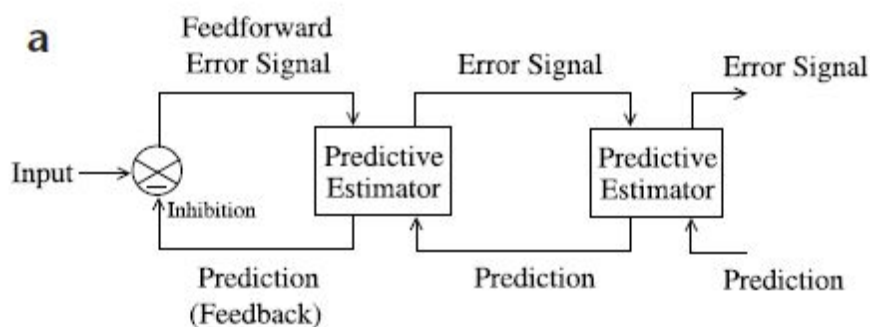 a
Feedforward
Error Signal
Error Signal
Error Signal
Input
Predictive
Estimator
Predictive
Estimator
Inhibition
Prediction
(Feedback)
Prediction
Prediction